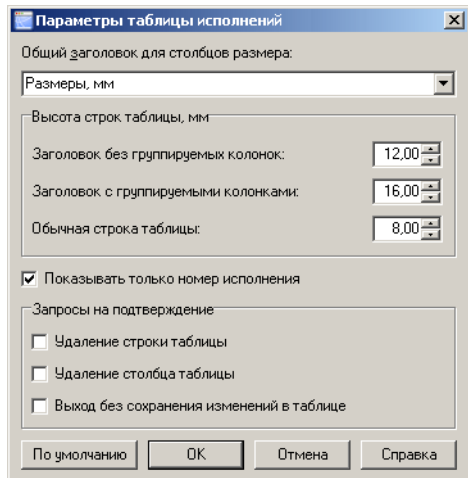 Параметры таблицы исполнений
Общий заголовок для столбцов размера:
Размеры, мм
Высота строк таблицы, мм
Заголовок без группируемых колонок: 12,00
Заголовок с группируемыми колонками: 16,00
Обычная строка таблицы: 8,00
Показывать только номер исполнения
Запросы на подтверждение
Удаление строки таблицы
Удаление столбца таблицы
Выход без сохранения изменений в таблице
По умолчанию ОК Отмена Справка